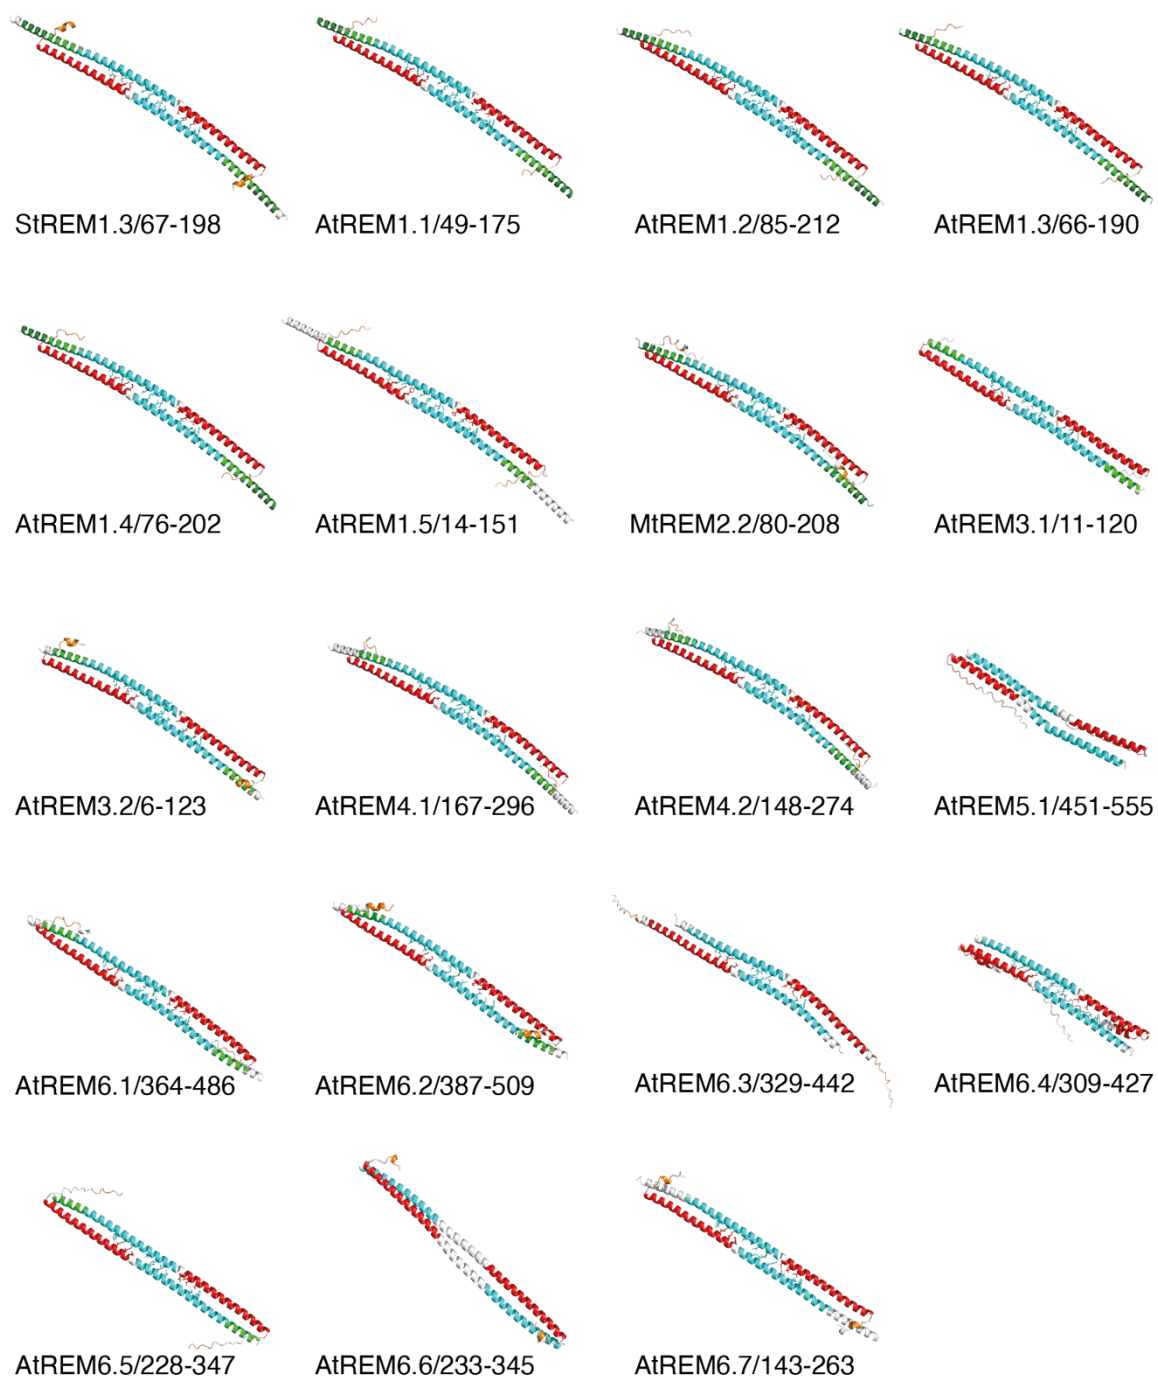 StREM1.3/67-198
AtREM1.1/49-175
AtREM1.2/85-212
AtREM1.3/66-190
AtREM1.4/76-202
AtREM1.5/14-151
MtREM2.2/80-208
AtREM3.1/11-120
AtREM3.2/6-123
AtREM4.1/167-296
AtREM4.2/148-274
AtREM5.1/451-555
AtREM6.1/364-486
AtREM6.2/387-509
AtREM6.3/329-442
AtREM6.4/309-427
AtREM6.5/228-347
AtREM6.6/233-345
AtREM6.7/143-263